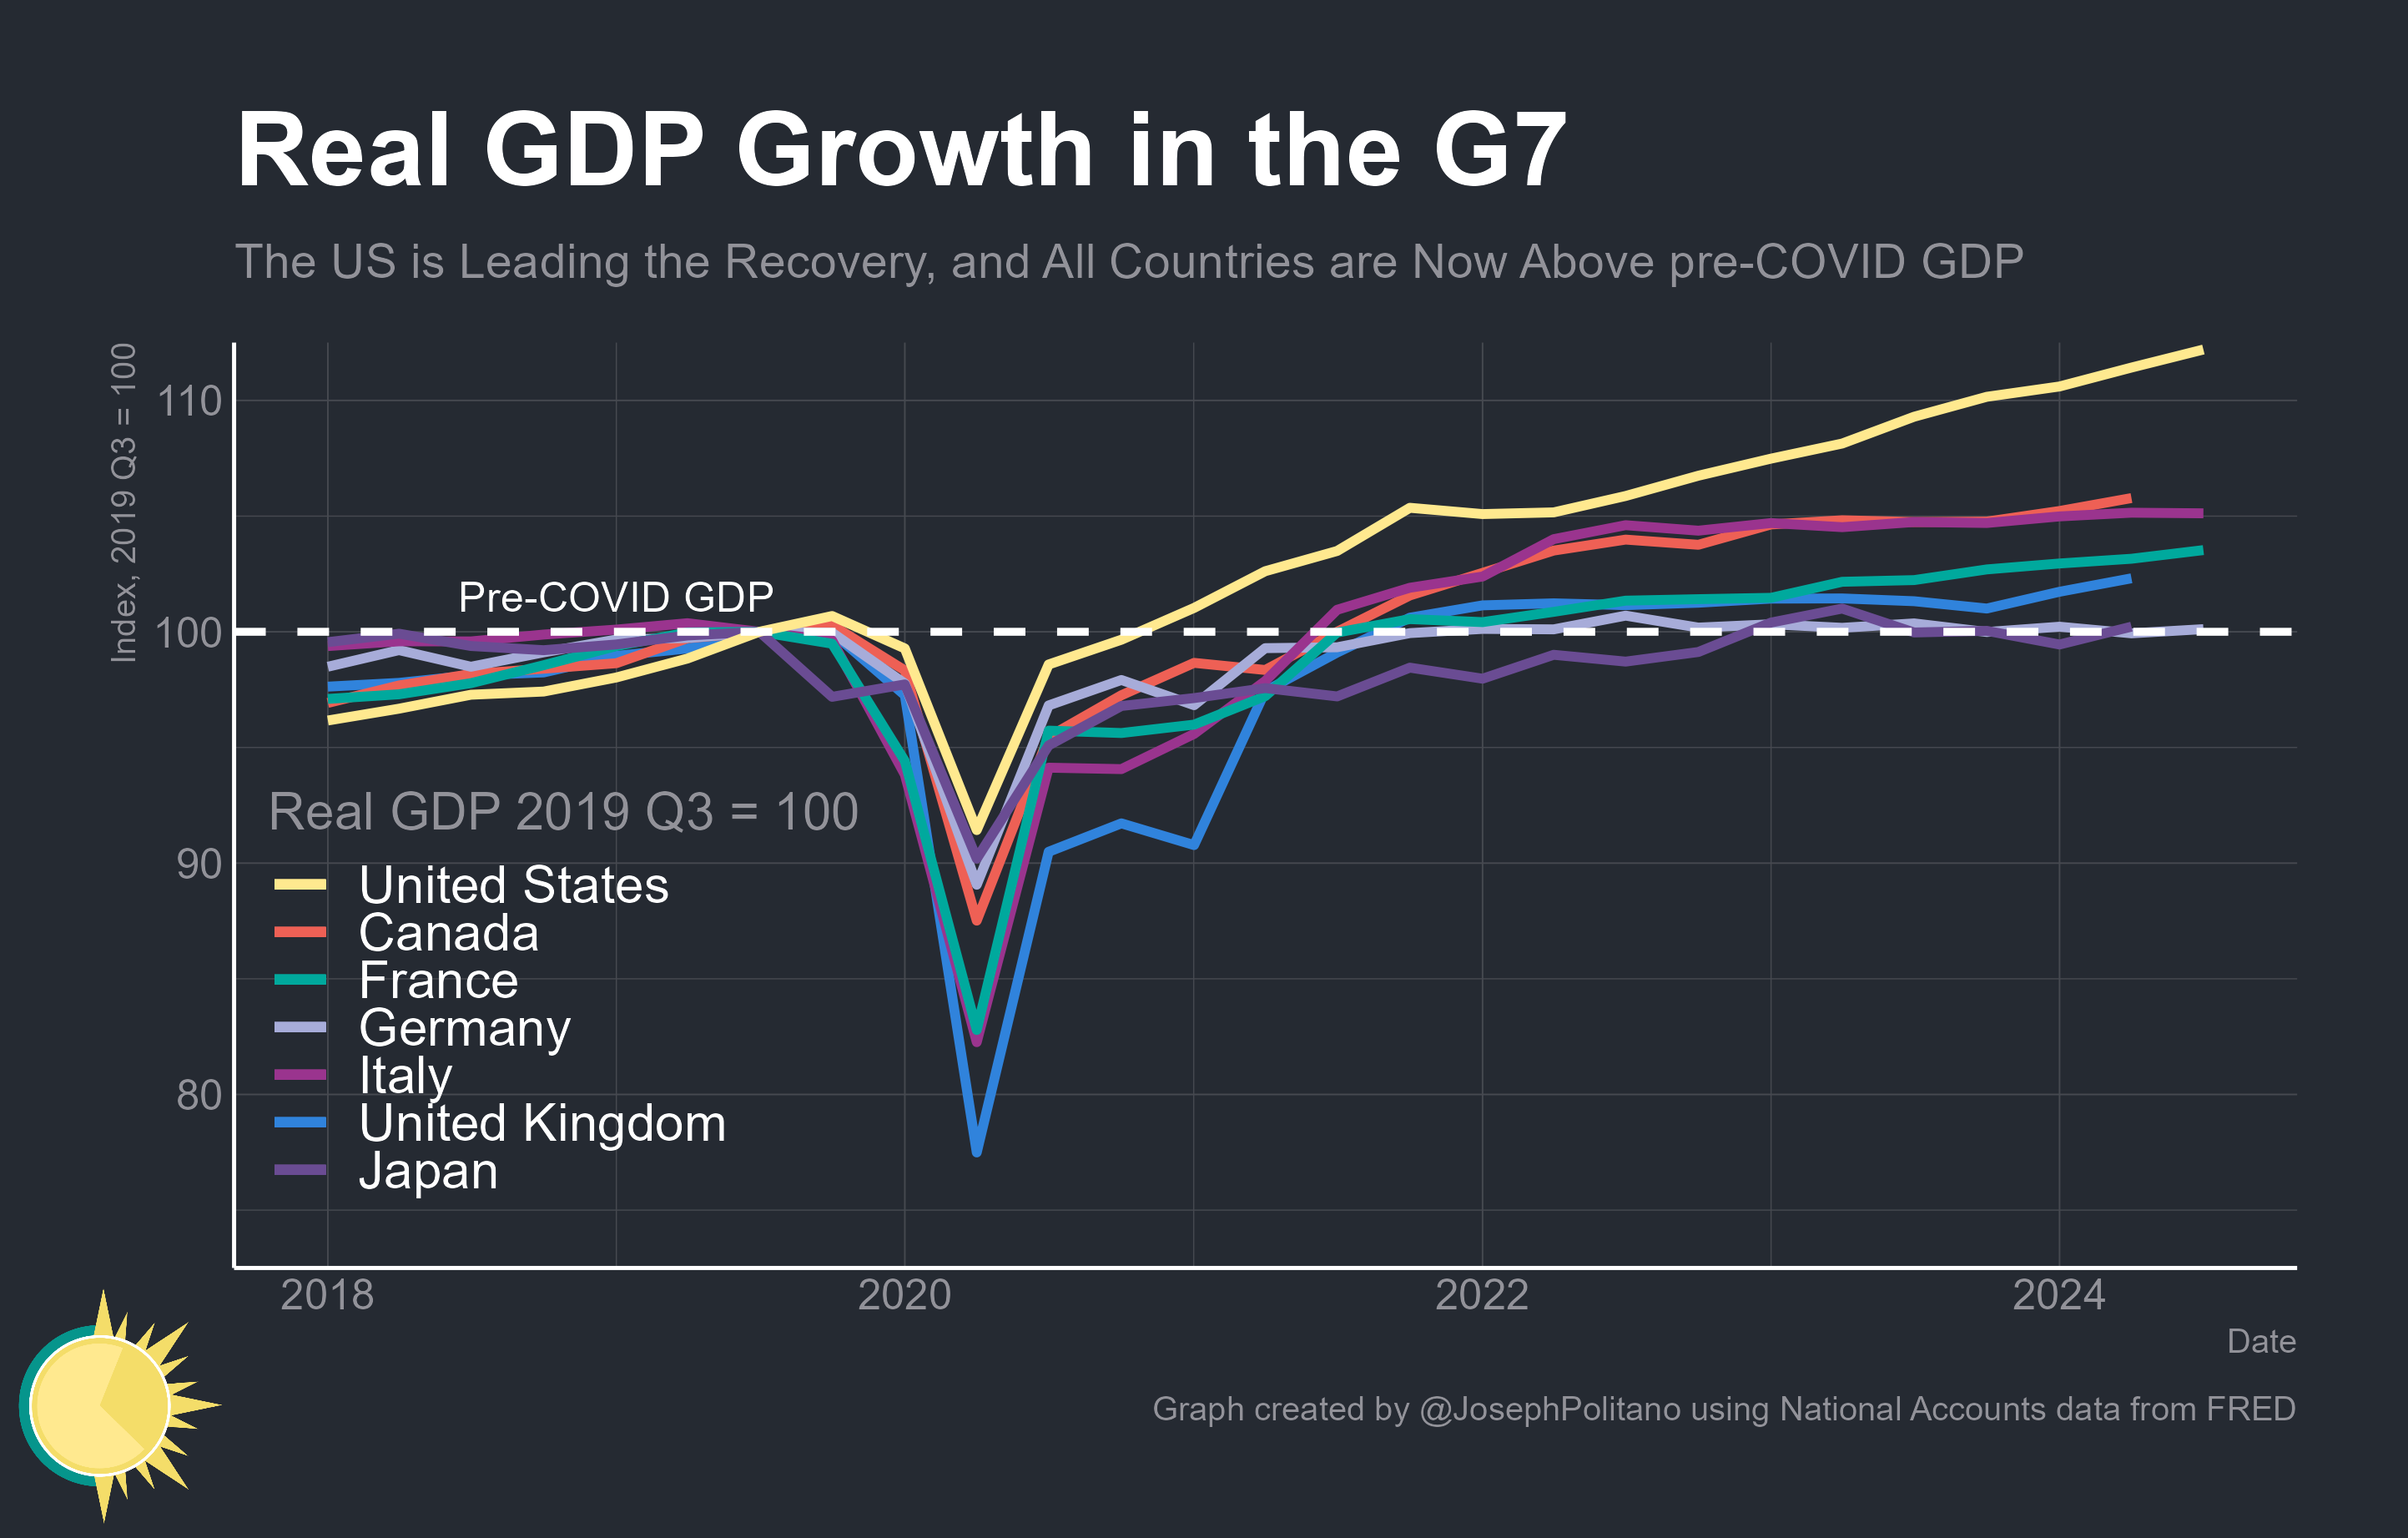 Real GDP Growth in the G7
The US is Leading the Recovery, and All Countries are Now Above pre-COVID GDP
Index, 2019 Q3 = 100
110
100
90
80
Pre-COVID GDP
Real GDP 2019 Q3 = 100
United States
Canada
France
Germany
Italy
United Kingdom
Japan
2018
2020
2022
2024
Date
Graph created by @JosephPolitano using National Accounts data from FRED